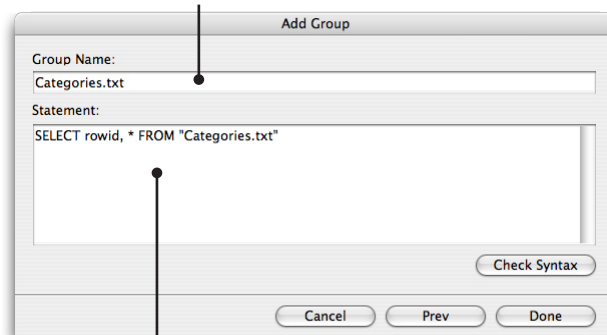 Add Group
Group Name:
Categories.txt
Statement:
SELECT rowid, * FROM "Categories.txt"
Check Syntax
Cancel
Prev
Done